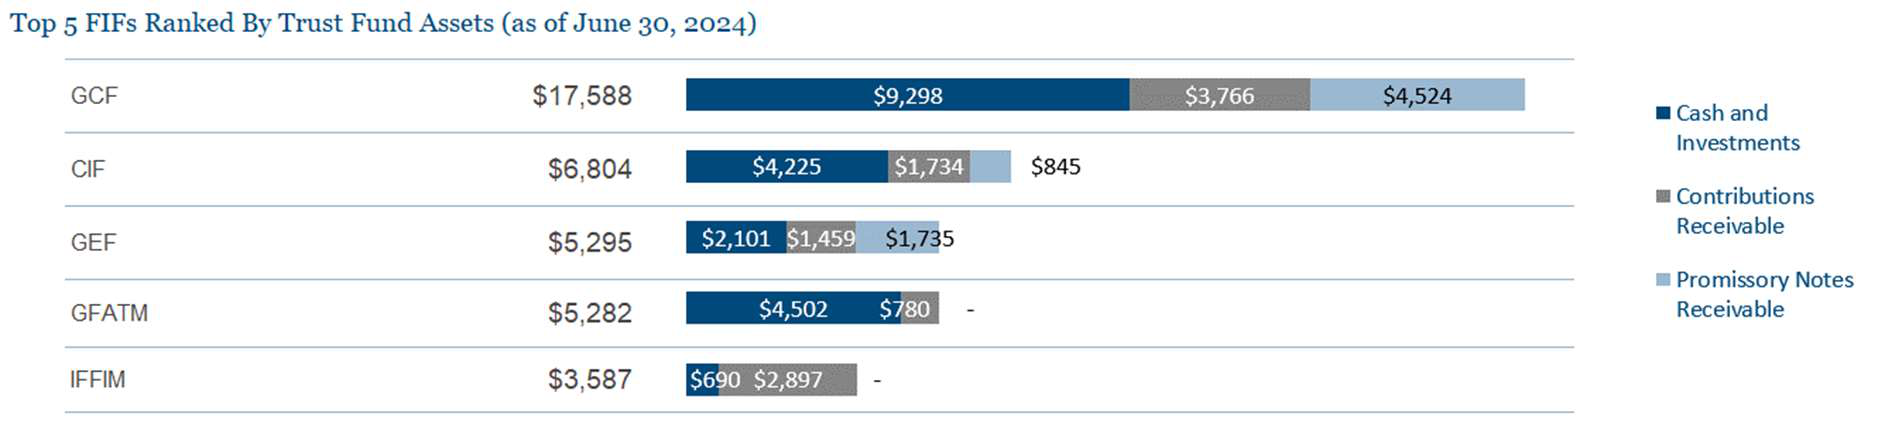 Top 5 FIFs Ranked By Trust Fund Assets (as of June 30, 2024)
GCF $17,588 $9,298 $3,766 $4,524
CIF $6,804 $4,225 $1,734 $845
GEF $5,295 $2,101 $1,459 $1,735
GFATM $5,282 $4,502 $780 -
IFFIM $3,587 $690 $2,897 -
Cash and
Investments
Contributions
Receivable
Promissory Notes
Receivable